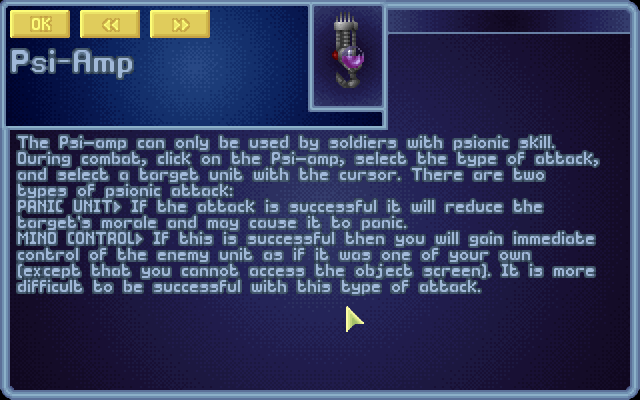 OK
<<
>>
Psi-Amp
The Psi-amp can only be used by soldiers with psionic skill.
During combat, click on the Psi-amp, select the type of attack,
and select a target unit with the cursor. There are two
types of psionic attack:
PANIC UNIT> If the attack is successful it will reduce the
target's morale and may cause it to panic.
MIND CONTROL> If this is successful then you will gain immediate
control of the enemy unit as if it was one of your own
(except that you cannot access the object screen). It is more
difficult to be successful with this type of attack.